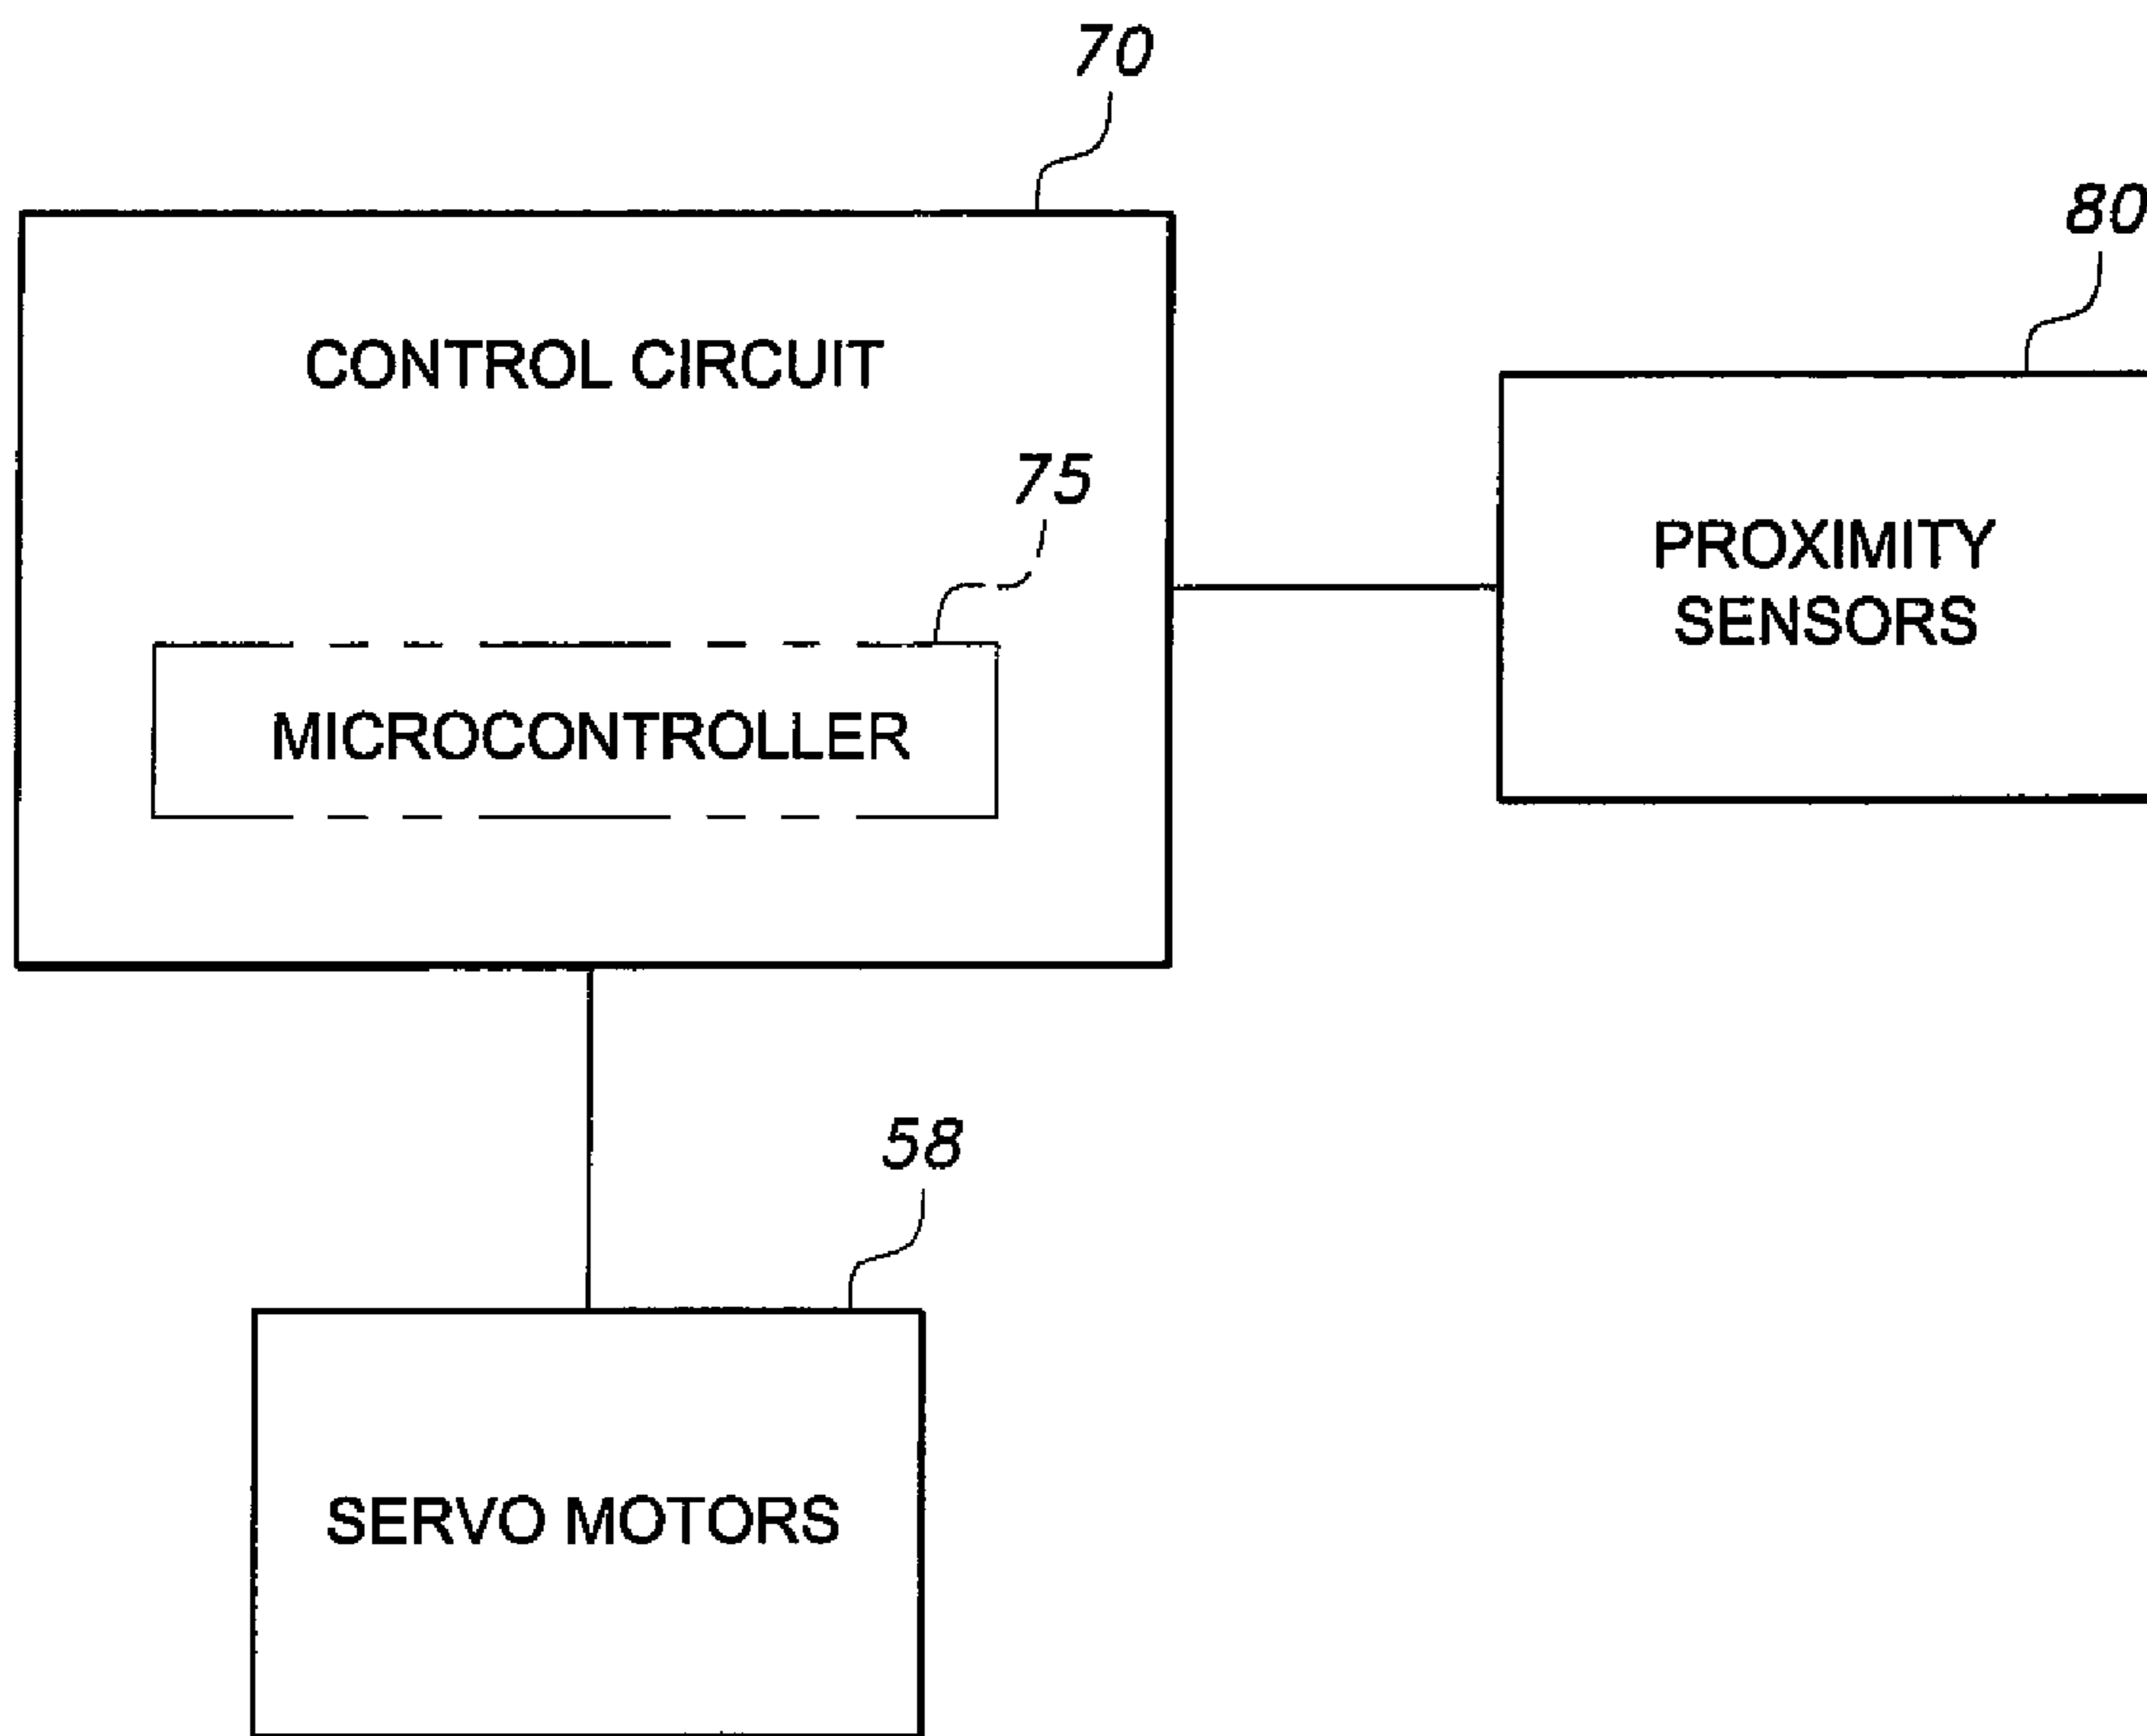 70
80
CONTROL CIRCUIT
75
PROXIMITY
SENSORS
MICROCONTROLLER
58
SERVO MOTORS